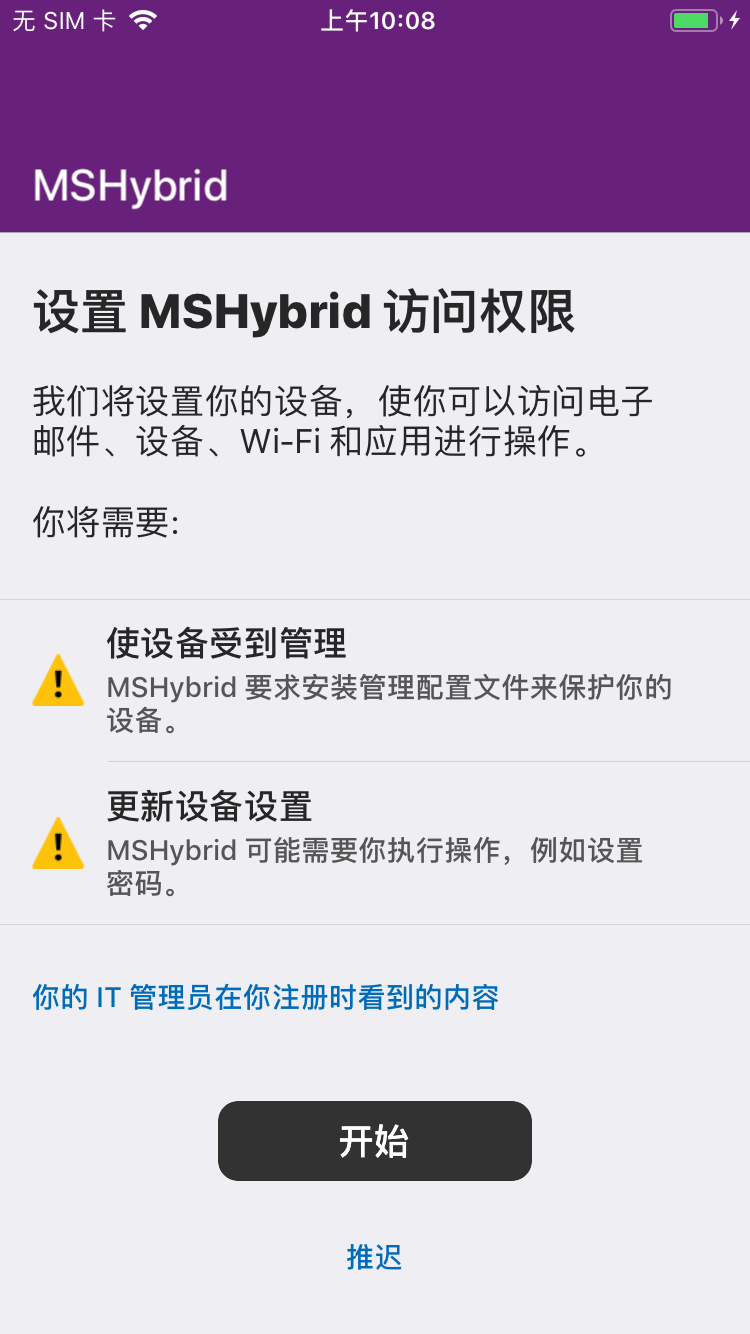 无 SIM 卡
上午10:08
MSHybrid
设置 MSHybrid 访问权限
我们将设置你的设备，使你可以访问电子
邮件、设备、Wi-Fi 和应用进行操作。
你将需要:
使设备受到管理
MSHybrid 要求安装管理配置文件来保护你的
设备。
更新设备设置
MSHybrid 可能需要你执行操作，例如设置
密码。
你的 IT 管理员在你注册时看到的内容
开始
推迟